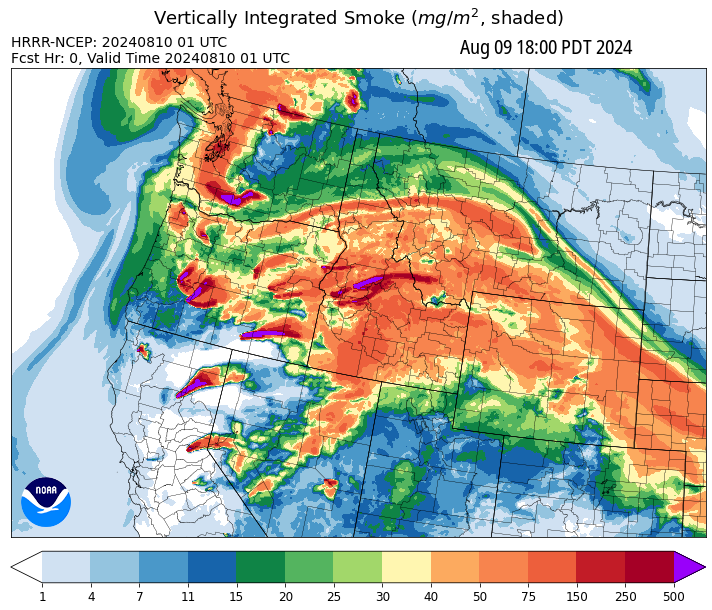 Vertically Integrated Smoke (mg/m², shaded)
HRRR-NCEP: 20240810 01 UTC
Aug 09 18:00 PDT 2024
Fcst Hr: 0, Valid Time 20240810 01 UTC
NOAA
1 4 7 11 15 20 25 30 40 50 75 150 250 500